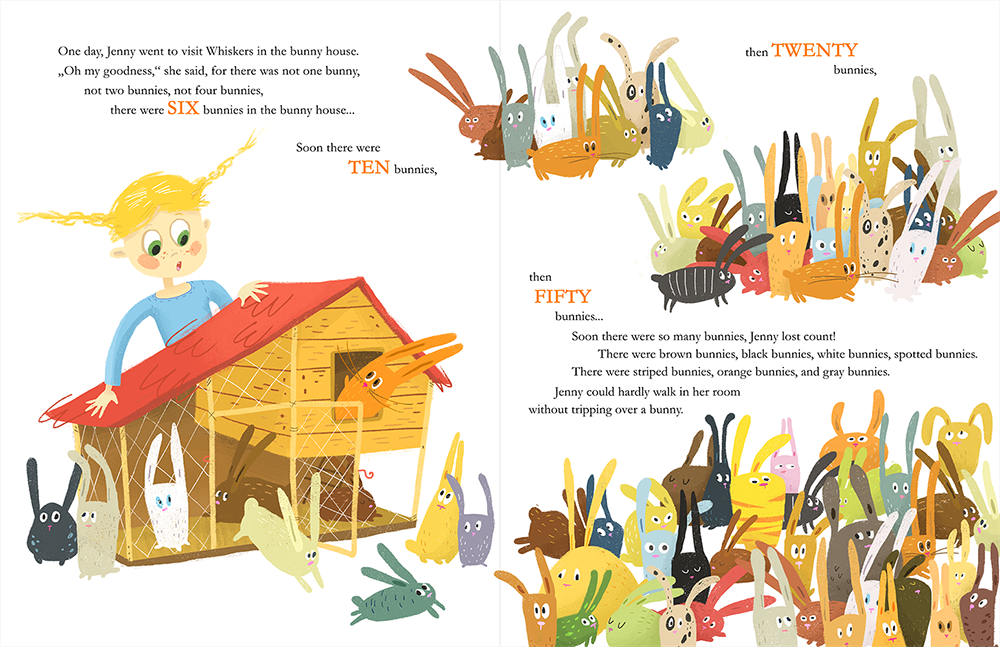 One day, Jenny went to visit Whiskers in the bunny house.
„Oh my goodness,“ she said, for there was not one bunny,
not two bunnies, not four bunnies,
there were SIX bunnies in the bunny house...
Soon there were
TEN bunnies,
then TWENTY
bunnies,
then
FIFTY
bunnies...
Soon there were so many bunnies, Jenny lost count!
There were brown bunnies, black bunnies, white bunnies, spotted bunnies.
There were striped bunnies, orange bunnies, and gray bunnies.
Jenny could hardly walk in her room
without tripping over a bunny.